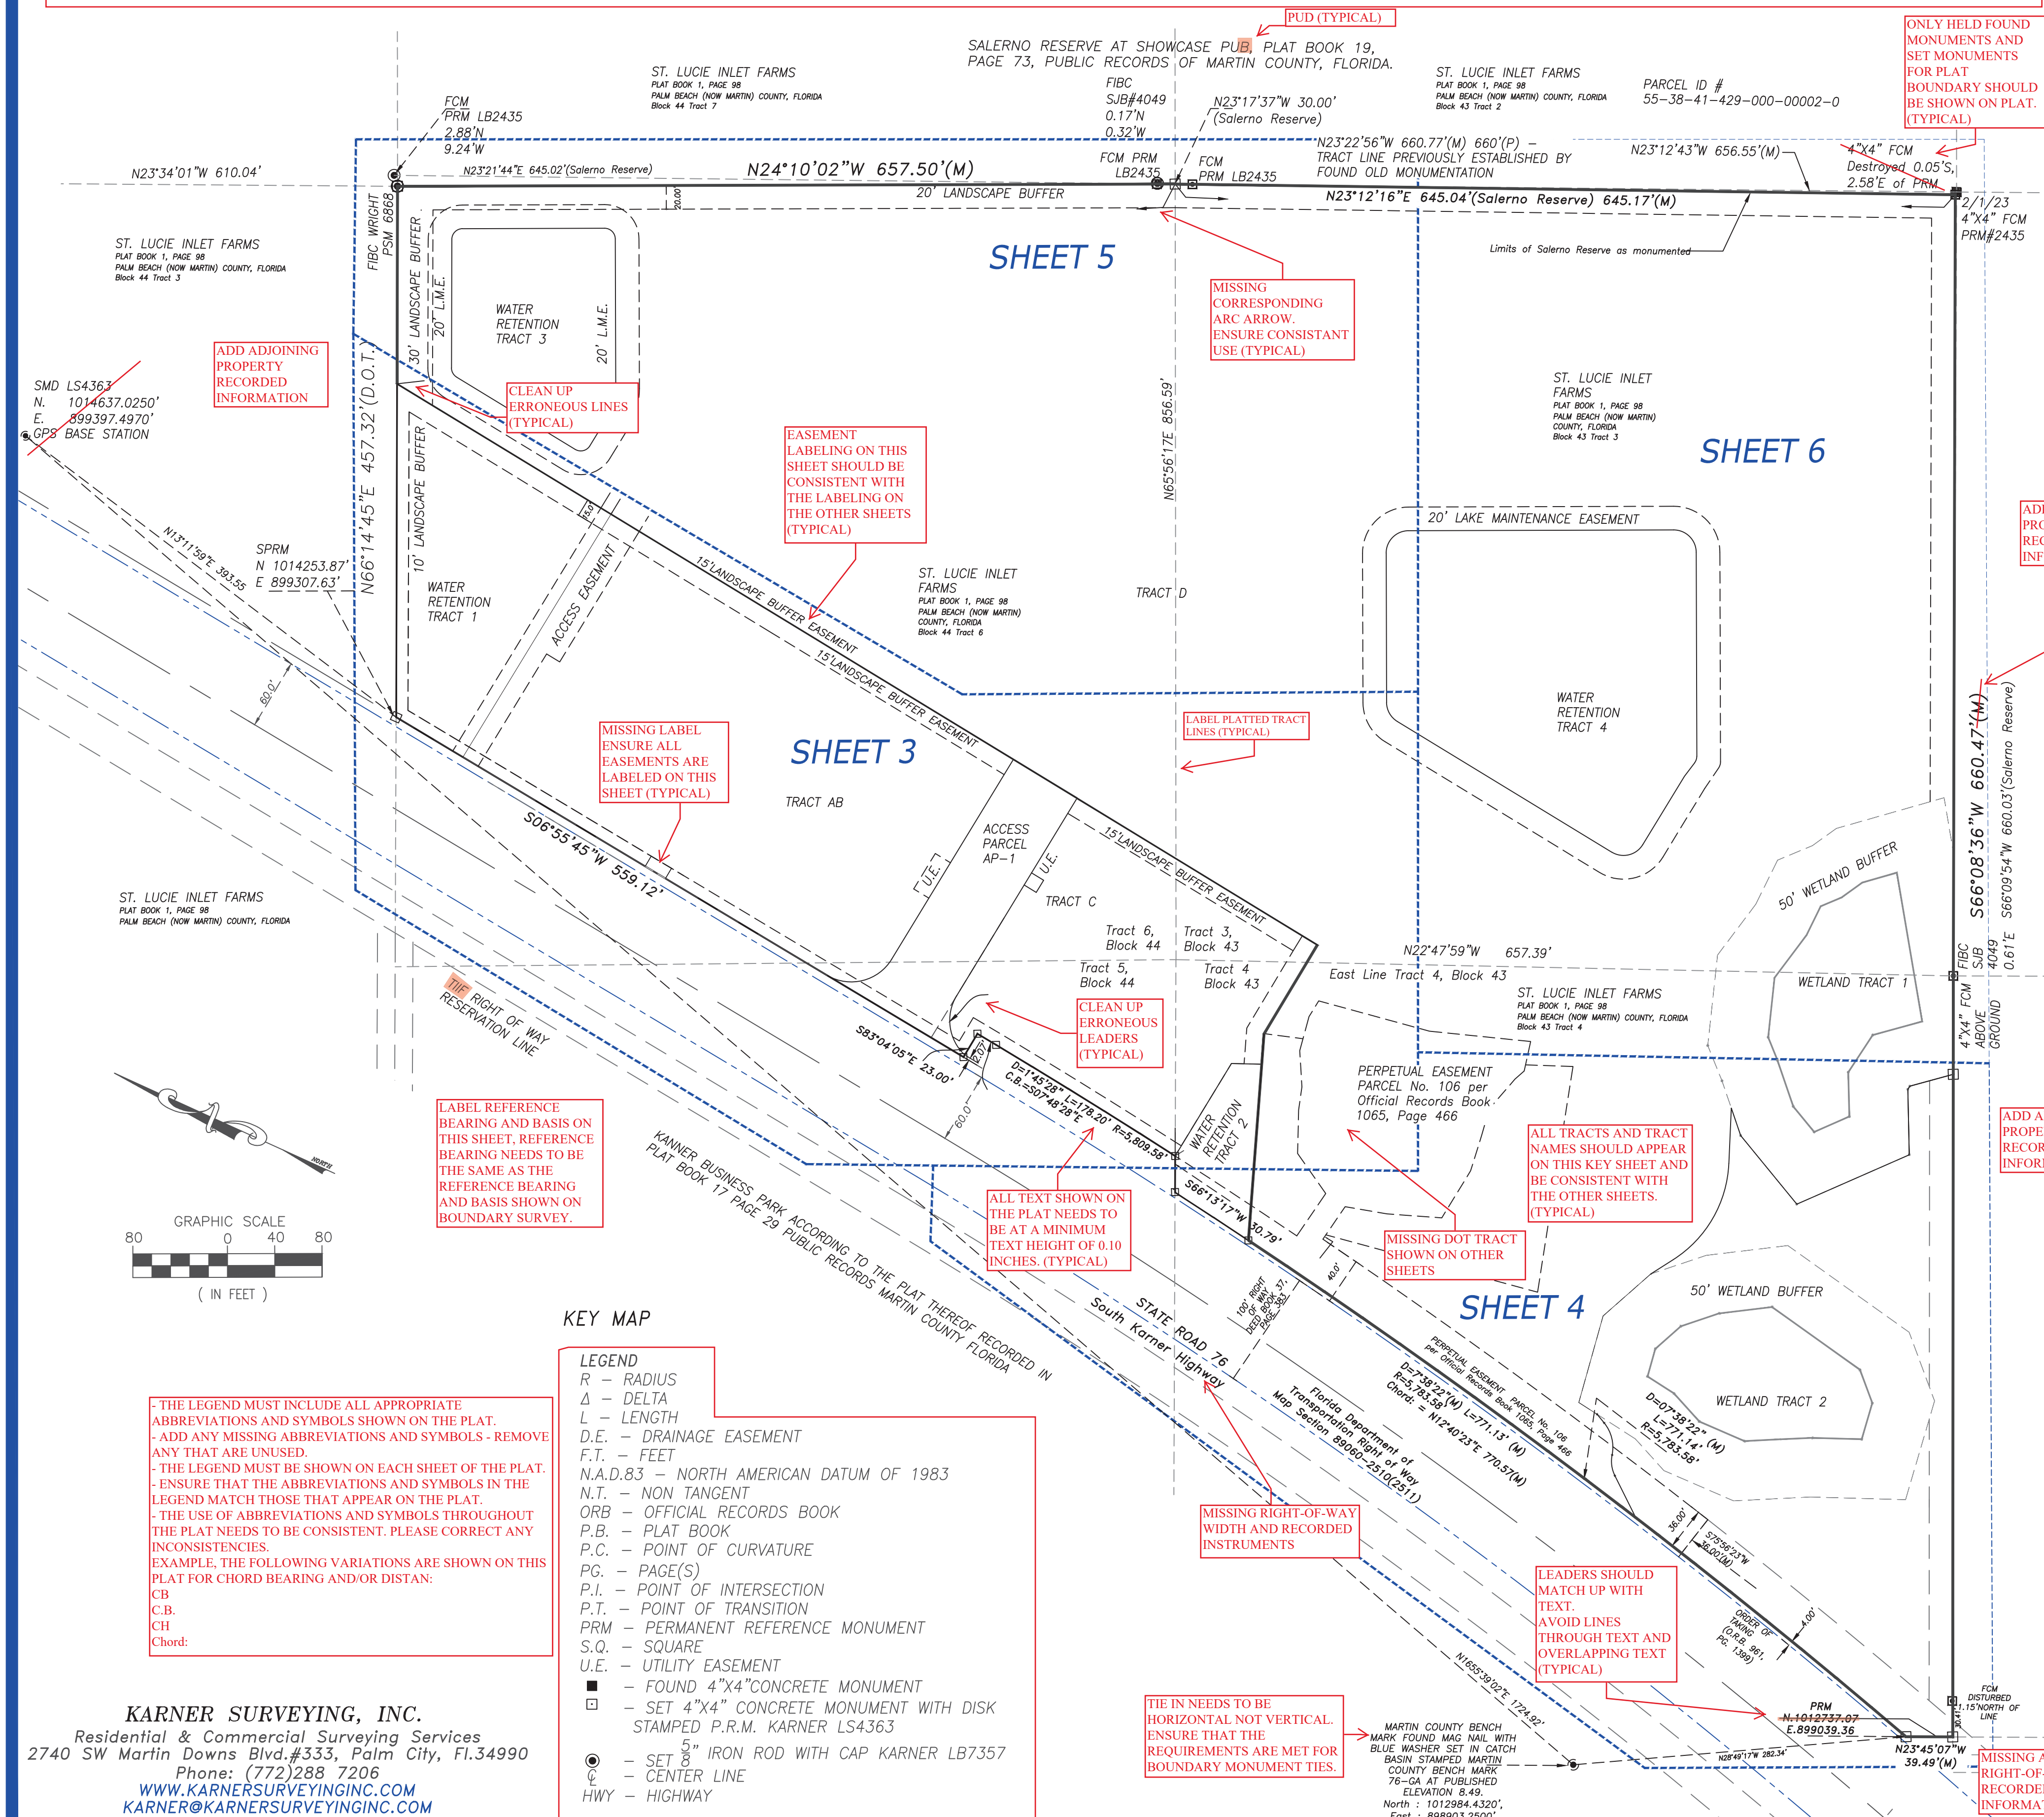 PUD (TYPICAL)
SALERNO RESERVE AT SHOWCASE PUB, PLAT BOOK 19,
PAGE 73, PUBLIC RECORDS OF MARTIN COUNTY, FLORIDA.
ONLY HELD FOUND
MONUMENTS AND
SET MONUMENTS
FOR PLAT
BOUNDARY SHOULD
BE SHOWN ON PLAT.
(TYPICAL)
ST. LUCIE INLET FARMS
PLAT BOOK 1, PAGE 98
PALM BEACH (NOW MARTIN) COUNTY, FLORIDA
Block 44 Tract 7
FIBC
SJB#4049
0.17'N
0.32'W
N23°17'37"W 30.00'
(Salerno Reserve)
ST. LUCIE INLET FARMS
PLAT BOOK 1, PAGE 98
PALM BEACH (NOW MARTIN) COUNTY, FLORIDA
Block 43 Tract 2
PARCEL ID #
55-38-41-429-000-00002-0
FCM
PRM LB2435
2.88'N
9.24'W
N23°34'01"W 610.04'
N23°21'44"E 645.02'(Salerno Reserve)
N24°10'02"W 657.50'(M)
FCM PRM
LB2435
FCM
PRM LB2435
N23°22'56"W 660.77'(M) 660'(P) –
TRACT LINE PREVIOUSLY ESTABLISHED BY
FOUND OLD MONUMENTATION
N23°12'43"W 656.55'(M)
4"X4" FCM
Destroyed 0.05'S,
2.58'E of PRM
20.00'
20' LANDSCAPE BUFFER
N23°12'16"E 645.04'(Salerno Reserve) 645.17'(M)
2/1/23
4"X4" FCM
PRM#2435
FIBC WRIGHT
PSM 6868
ST. LUCIE INLET FARMS
PLAT BOOK 1, PAGE 98
PALM BEACH (NOW MARTIN) COUNTY, FLORIDA
Block 44 Tract 3
30' LANDSCAPE BUFFER
20' L.M.E.
WATER
RETENTION
TRACT 3
20' L.M.E.
SHEET 5
Limits of Salerno Reserve as monumented
MISSING
CORRESPONDING
ARC ARROW.
ENSURE CONSISTANT
USE (TYPICAL)
ADD ADJOINING
PROPERTY
RECORDED
INFORMATION
SMD LS4363
N. 1014637.0250'
E. 899397.4970'
GPS BASE STATION
CLEAN UP
ERRONEOUS LINES
(TYPICAL)
N66°14'45"E 457.32'(D.O.T.)
10' LANDSCAPE BUFFER
EASEMENT
LABELING ON THIS
SHEET SHOULD BE
CONSISTENT WITH
THE LABELING ON
THE OTHER SHEETS
(TYPICAL)
N65°56'17E 856.59'
ST. LUCIE INLET
FARMS
PLAT BOOK 1, PAGE 98
PALM BEACH (NOW MARTIN)
COUNTY, FLORIDA
Block 43 Tract 3
SHEET 6
20' LAKE MAINTENANCE EASEMENT
N13°11'59"E 393.55
SPRM
N 1014253.87'
E 899307.63'
15.0'
WATER
RETENTION
TRACT 1
ACCESS EASEMENT
15'LANDSCAPE BUFFER EASEMENT
15'LANDSCAPE BUFFER EASEMENT
ST. LUCIE INLET
FARMS
PLAT BOOK 1, PAGE 98
PALM BEACH (NOW MARTIN)
COUNTY, FLORIDA
Block 44 Tract 6
TRACT D
60.0'
WATER
RETENTION
TRACT 4
MISSING LABEL
ENSURE ALL
EASEMENTS ARE
LABELED ON THIS
SHEET (TYPICAL)
SHEET 3
TRACT AB
LABEL PLATTED TRACT
LINES (TYPICAL)
S66°08'36"W 660.47'(M)
S66°09'54"W 660.03'(Salerno Reserve)
S06°55'45"W 559.12'
ACCESS
PARCEL
AP-1
U.E.
U.E.
15'LANDSCAPE BUFFER EASEMENT
TRACT C
50' WETLAND BUFFER
ST. LUCIE INLET FARMS
PLAT BOOK 1, PAGE 98
PALM BEACH (NOW MARTIN) COUNTY, FLORIDA
Tract 6,
Block 44
Tract 3,
Block 43
Tract 5,
Block 44
Tract 4
Block 43
N22°47'59"W 657.39'
East Line Tract 4, Block 43
FIBC
SJB
4049
0.61'E
WETLAND TRACT 1
4"X4" FCM
ABOVE
GROUND
ST. LUCIE INLET FARMS
PLAT BOOK 1, PAGE 98
PALM BEACH (NOW MARTIN) COUNTY, FLORIDA
Block 43 Tract 4
TIIF RIGHT OF WAY
RESERVATION LINE
CLEAN UP
ERRONEOUS
LEADERS
(TYPICAL)
S83°04'05"E 23.00'
D=1°45'28" L=178.20' R=5,809.58'
C.B.=S07°48'28"E
60.0'
PERPETUAL EASEMENT
PARCEL No. 106 per
Official Records Book
1065, Page 466
WATER
RETENTION
TRACT 2
NORTH
LABEL REFERENCE
BEARING AND BASIS ON
THIS SHEET, REFERENCE
BEARING NEEDS TO BE
THE SAME AS THE
REFERENCE BEARING
AND BASIS SHOWN ON
BOUNDARY SURVEY.
KANNER BUSINESS PARK ACCORDING TO THE PLAT THEREOF RECORDED IN
PLAT BOOK 17 PAGE 29 PUBLIC RECORDS MARTIN COUNTY FLORIDA
ALL TEXT SHOWN ON
THE PLAT NEEDS TO
BE AT A MINIMUM
TEXT HEIGHT OF 0.10
INCHES. (TYPICAL)
S66°13'17"W 30.79'
ALL TRACTS AND TRACT
NAMES SHOULD APPEAR
ON THIS KEY SHEET AND
BE CONSISTENT WITH
THE OTHER SHEETS.
(TYPICAL)
MISSING DOT TRACT
SHOWN ON OTHER
SHEETS
GRAPHIC SCALE
80 0 40 80
( IN FEET )
100' RIGHT
OF WAY
DEED BOOK 37,
PAGE 383
40.0'
SHEET 4
50' WETLAND BUFFER
WETLAND TRACT 2
STATE ROAD 76
South Karner Highway
Florida Department of
Transportation Right of Way
Map Section 89060-2510(2511)
PERPETUAL EASEMENT PARCEL No. 106
per Official Records Book 1065, Page 466
D=7°38'22"(M) L=771.13' (M)
R=5,783.58'
Chord: = N12°40'23"E 770.57(M)
D=07°38'22" (M)
L=771.14'
R=5,783.58'
KEY MAP
LEGEND
R – RADIUS
Δ – DELTA
L – LENGTH
D.E. – DRAINAGE EASEMENT
F.T. – FEET
N.A.D.83 – NORTH AMERICAN DATUM OF 1983
N.T. – NON TANGENT
ORB – OFFICIAL RECORDS BOOK
P.B. – PLAT BOOK
P.C. – POINT OF CURVATURE
PG. – PAGE(S)
P.I. – POINT OF INTERSECTION
P.T. – POINT OF TRANSITION
PRM – PERMANENT REFERENCE MONUMENT
S.Q. – SQUARE
U.E. – UTILITY EASEMENT
– FOUND 4"X4"CONCRETE MONUMENT
– SET 4"X4" CONCRETE MONUMENT WITH DISK
STAMPED P.R.M. KARNER LS4363
– SET 5/8" IRON ROD WITH CAP KARNER LB7357
℄ – CENTER LINE
HWY – HIGHWAY
- THE LEGEND MUST INCLUDE ALL APPROPRIATE
ABBREVIATIONS AND SYMBOLS SHOWN ON THE PLAT.
- ADD ANY MISSING ABBREVIATIONS AND SYMBOLS - REMOVE
ANY THAT ARE UNUSED.
- THE LEGEND MUST BE SHOWN ON EACH SHEET OF THE PLAT.
- ENSURE THAT THE ABBREVIATIONS AND SYMBOLS IN THE
LEGEND MATCH THOSE THAT APPEAR ON THE PLAT.
- THE USE OF ABBREVIATIONS AND SYMBOLS THROUGHOUT
THE PLAT NEEDS TO BE CONSISTENT. PLEASE CORRECT ANY
INCONSISTENCIES.
EXAMPLE, THE FOLLOWING VARIATIONS ARE SHOWN ON THIS
PLAT FOR CHORD BEARING AND/OR DISTAN:
CB
C.B.
CH
Chord:
KARNER SURVEYING, INC.
Residential & Commercial Surveying Services
2740 SW Martin Downs Blvd.#333, Palm City, Fl.34990
Phone: (772)288 7206
WWW.KARNERSURVEYINGINC.COM
KARNER@KARNERSURVEYINGINC.COM
MISSING RIGHT-OF-WAY
WIDTH AND RECORDED
INSTRUMENTS
36.00'
S75°56'23"W
36.00'(M)
LEADERS SHOULD
MATCH UP WITH
TEXT.
AVOID LINES
THROUGH TEXT AND
OVERLAPPING TEXT
(TYPICAL)
ORDER OF
TAKING
(O.R.B. 961,
PG. 1399)
4.00'
N1655'39'02"E 1724.92'
TIE IN NEEDS TO BE
HORIZONTAL NOT VERTICAL.
ENSURE THAT THE
REQUIREMENTS ARE MET FOR
BOUNDARY MONUMENT TIES.
MARTIN COUNTY BENCH
MARK FOUND MAG NAIL WITH
BLUE WASHER SET IN CATCH
BASIN STAMPED MARTIN
COUNTY BENCH MARK
76-GA AT PUBLISHED
ELEVATION 8.49.
North : 1012984.4320',
East : 898903.2500'
PRM
N.1012737.07
E.899039.36
FCM
DISTURBED
1.15'NORTH OF
LINE
30.41'
N28°49'17"W 282.34'
N23°45'07"W
39.49'(M)